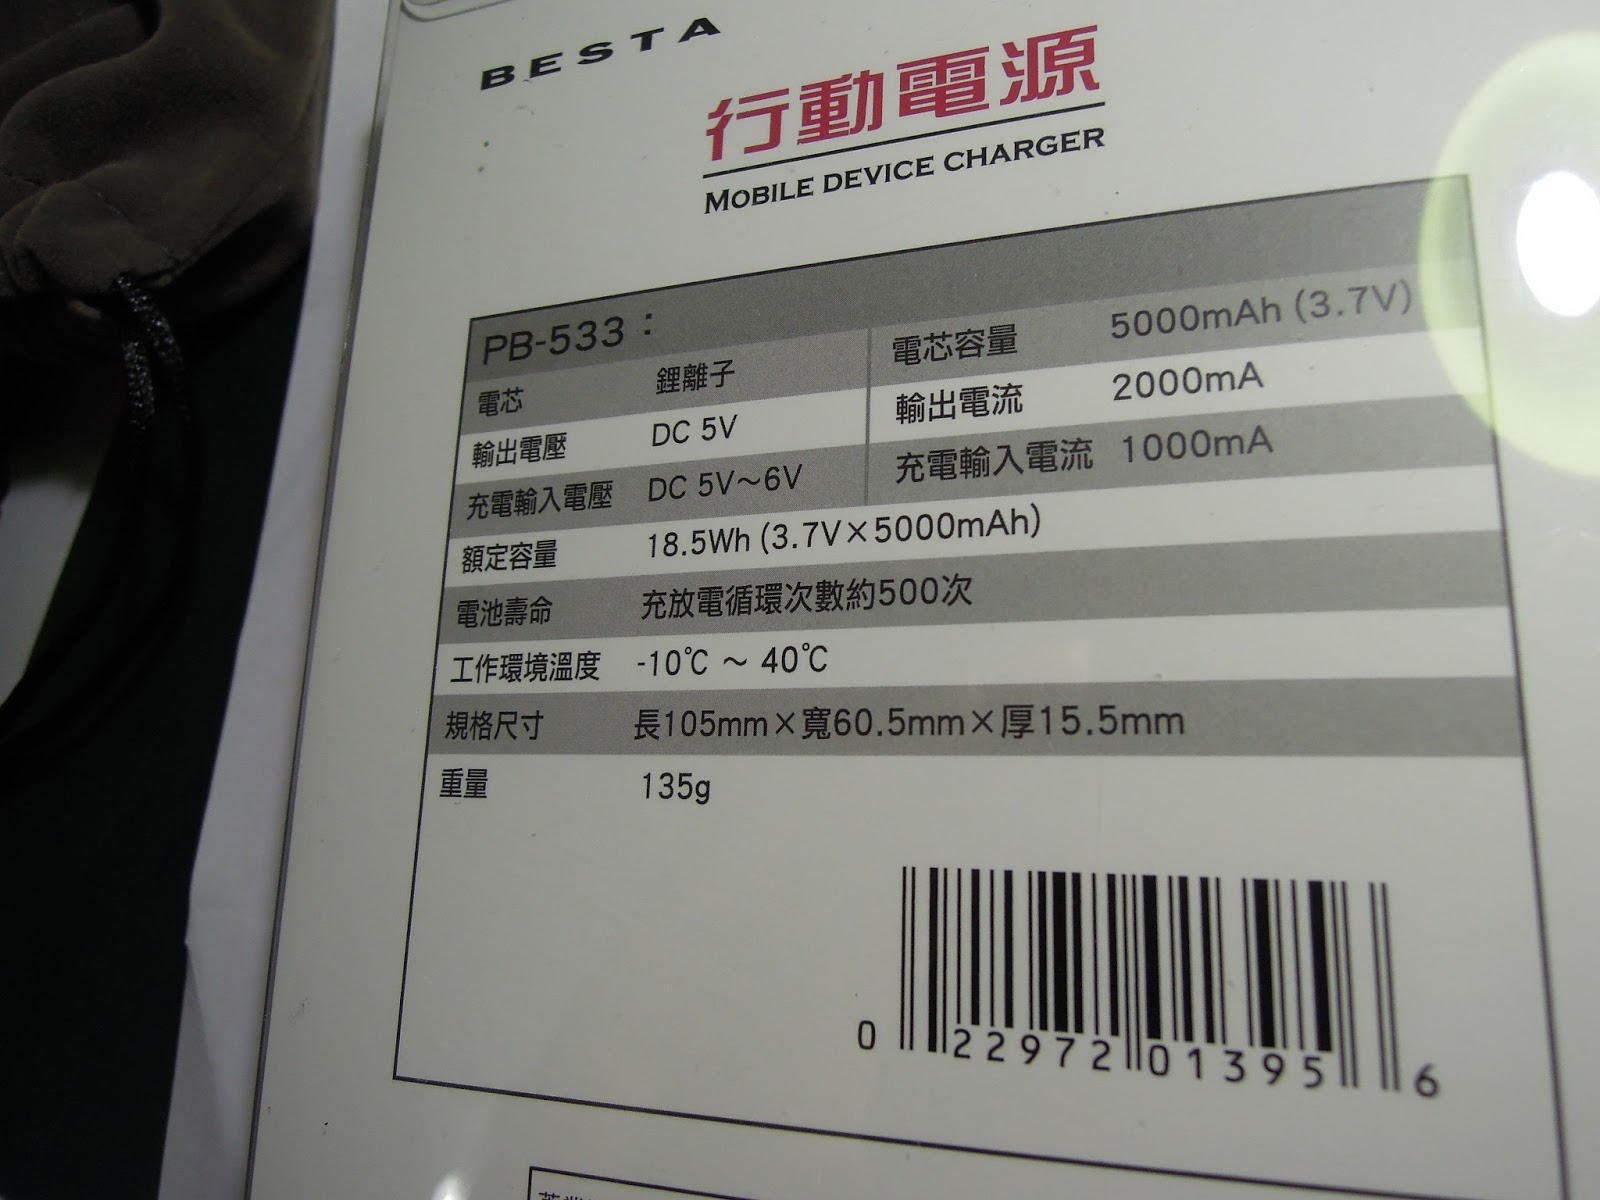 BESTA
行動電源
MOBILE DEVICE CHARGER
PB-533：
電芯 鋰離子 電芯容量 5000mAh (3.7V)
輸出電壓 DC 5V 輸出電流 2000mA
充電輸入電壓 DC 5V～6V 充電輸入電流 1000mA
額定容量 18.5Wh (3.7V×5000mAh)
電池壽命 充放電循環次數約500次
工作環境溫度 -10℃ ～ 40℃
規格尺寸 長105mm×寬60.5mm×厚15.5mm
重量 135g
0 22972 01395 6